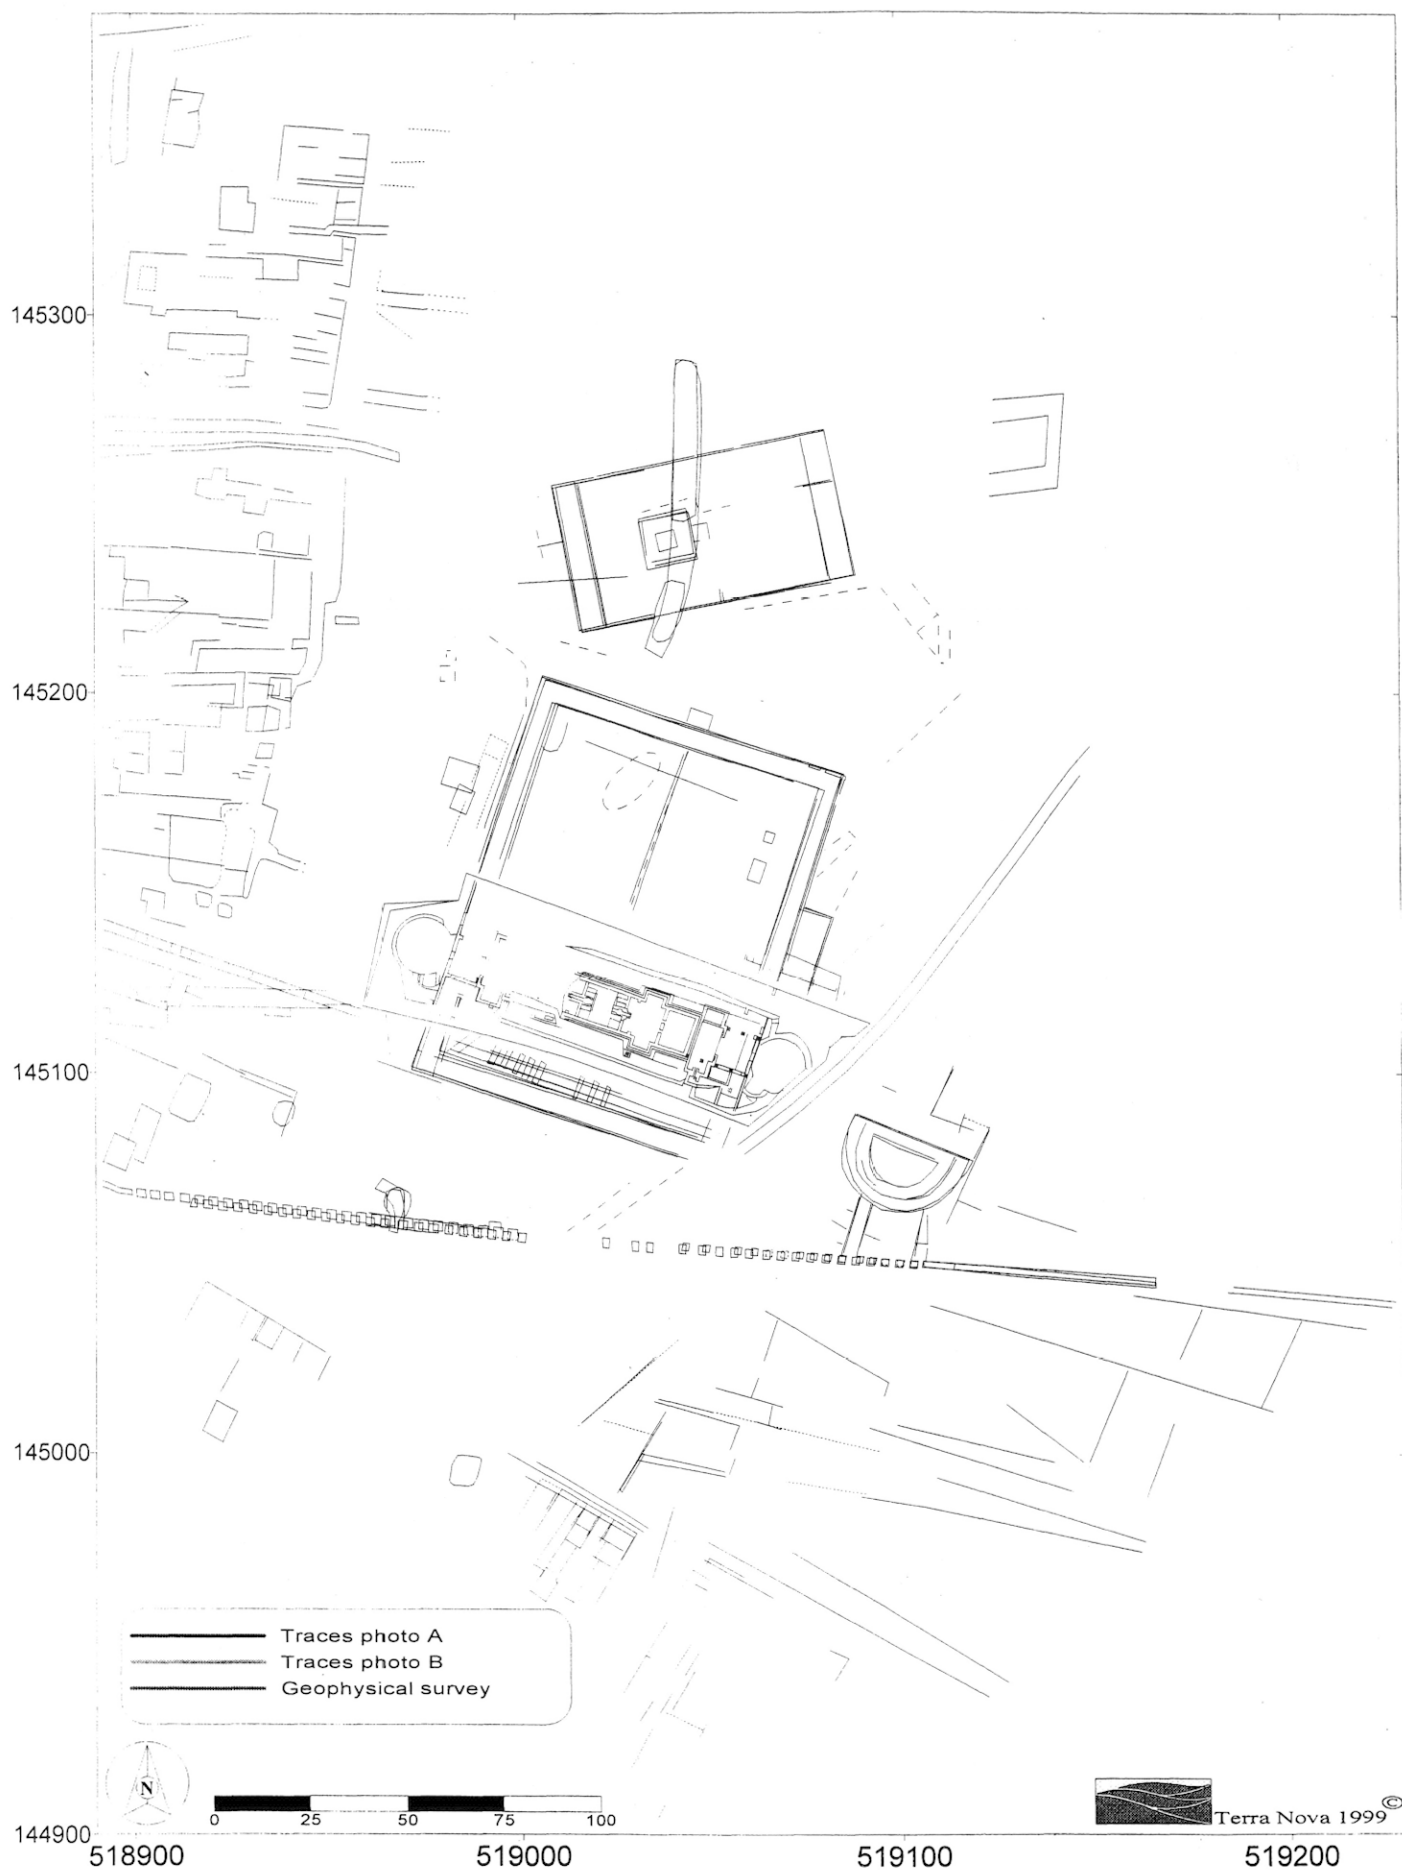 145300
145200
145100
145000
Traces photo A
Traces photo B
Geophysical survey
N
0 25 50 75 100
©
Terra Nova 1999
144900
518900 519000 519100 519200